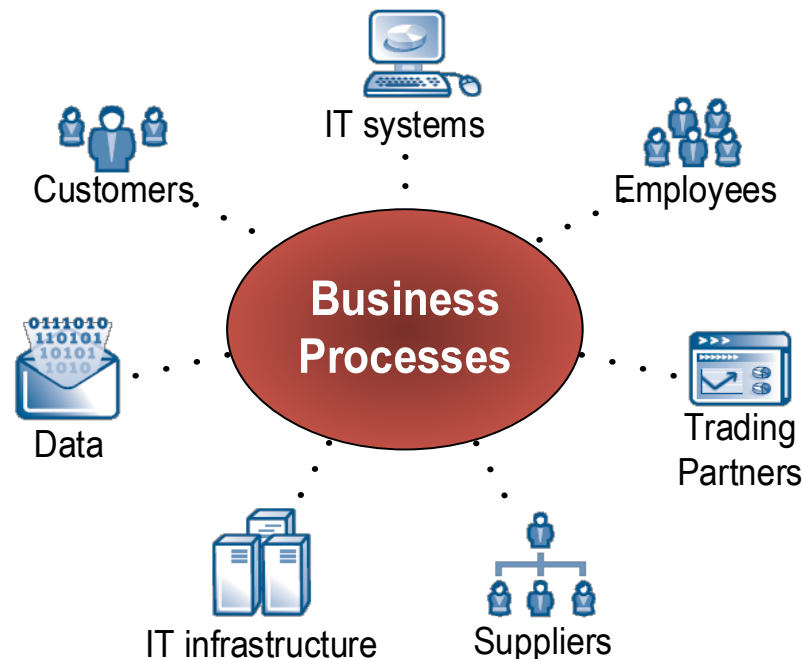 IT systems
Customers
Employees
Business
Processes
0111010
110101
10101
1010
Data
>>>
>>>>>>>
Trading
Partners
IT infrastructure
Suppliers